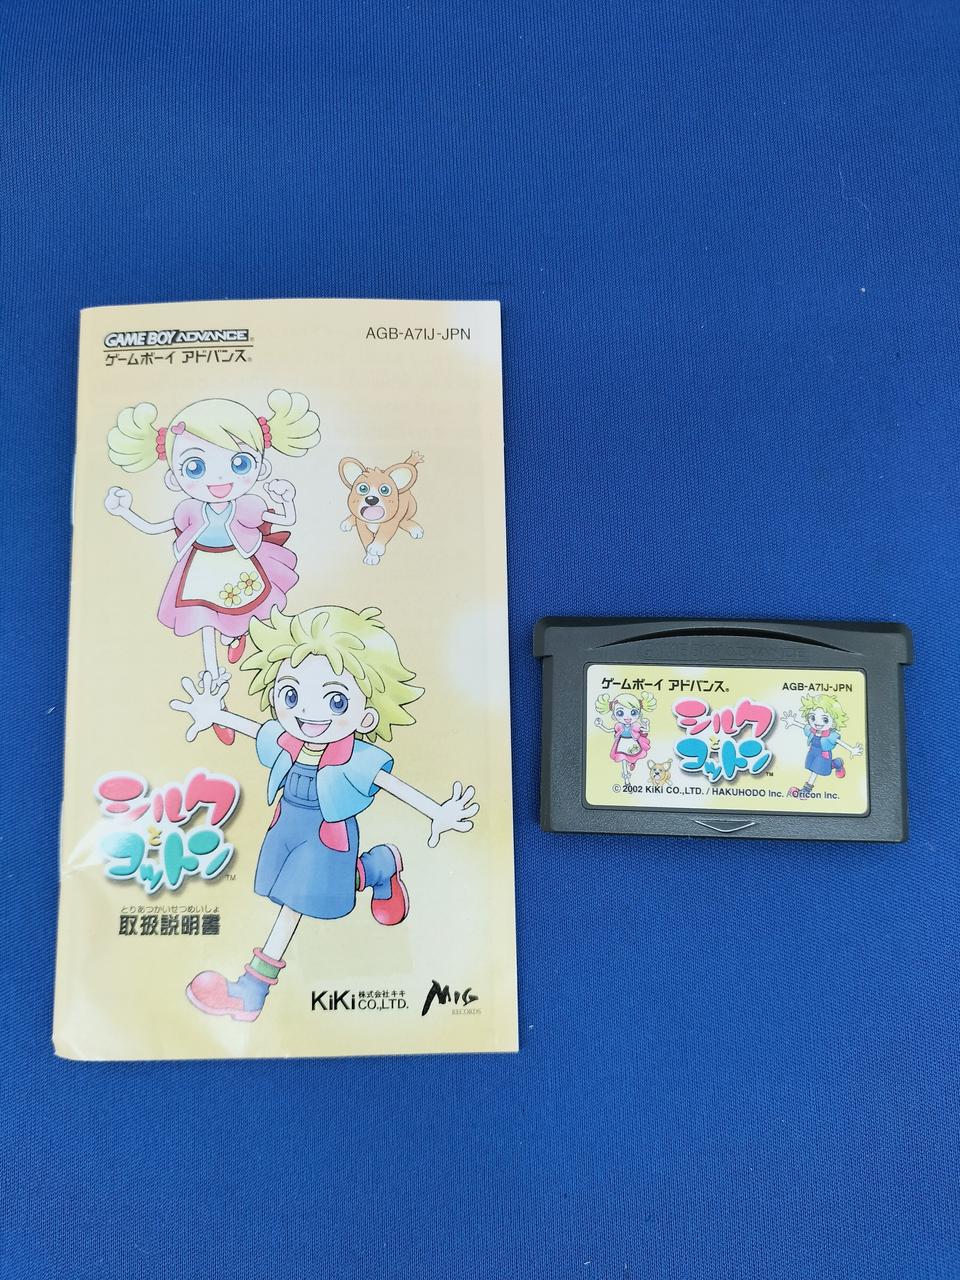 GAME BOY ADVANCE
ゲームボーイ アドバンス®
AGB-A7IJ-JPN
シルク
と
コットン™
とりあつかいせつめいしょ
取扱説明書
KiKi 株式会社キキ CO.,LTD.
MIG
RECORDS
GAME BOY ADVANCE
ゲームボーイ アドバンス®
AGB-A7IJ-JPN
シルク
と
コットン™
© 2002 KiKi CO.,LTD. / HAKUHODO Inc. / Oricon Inc.